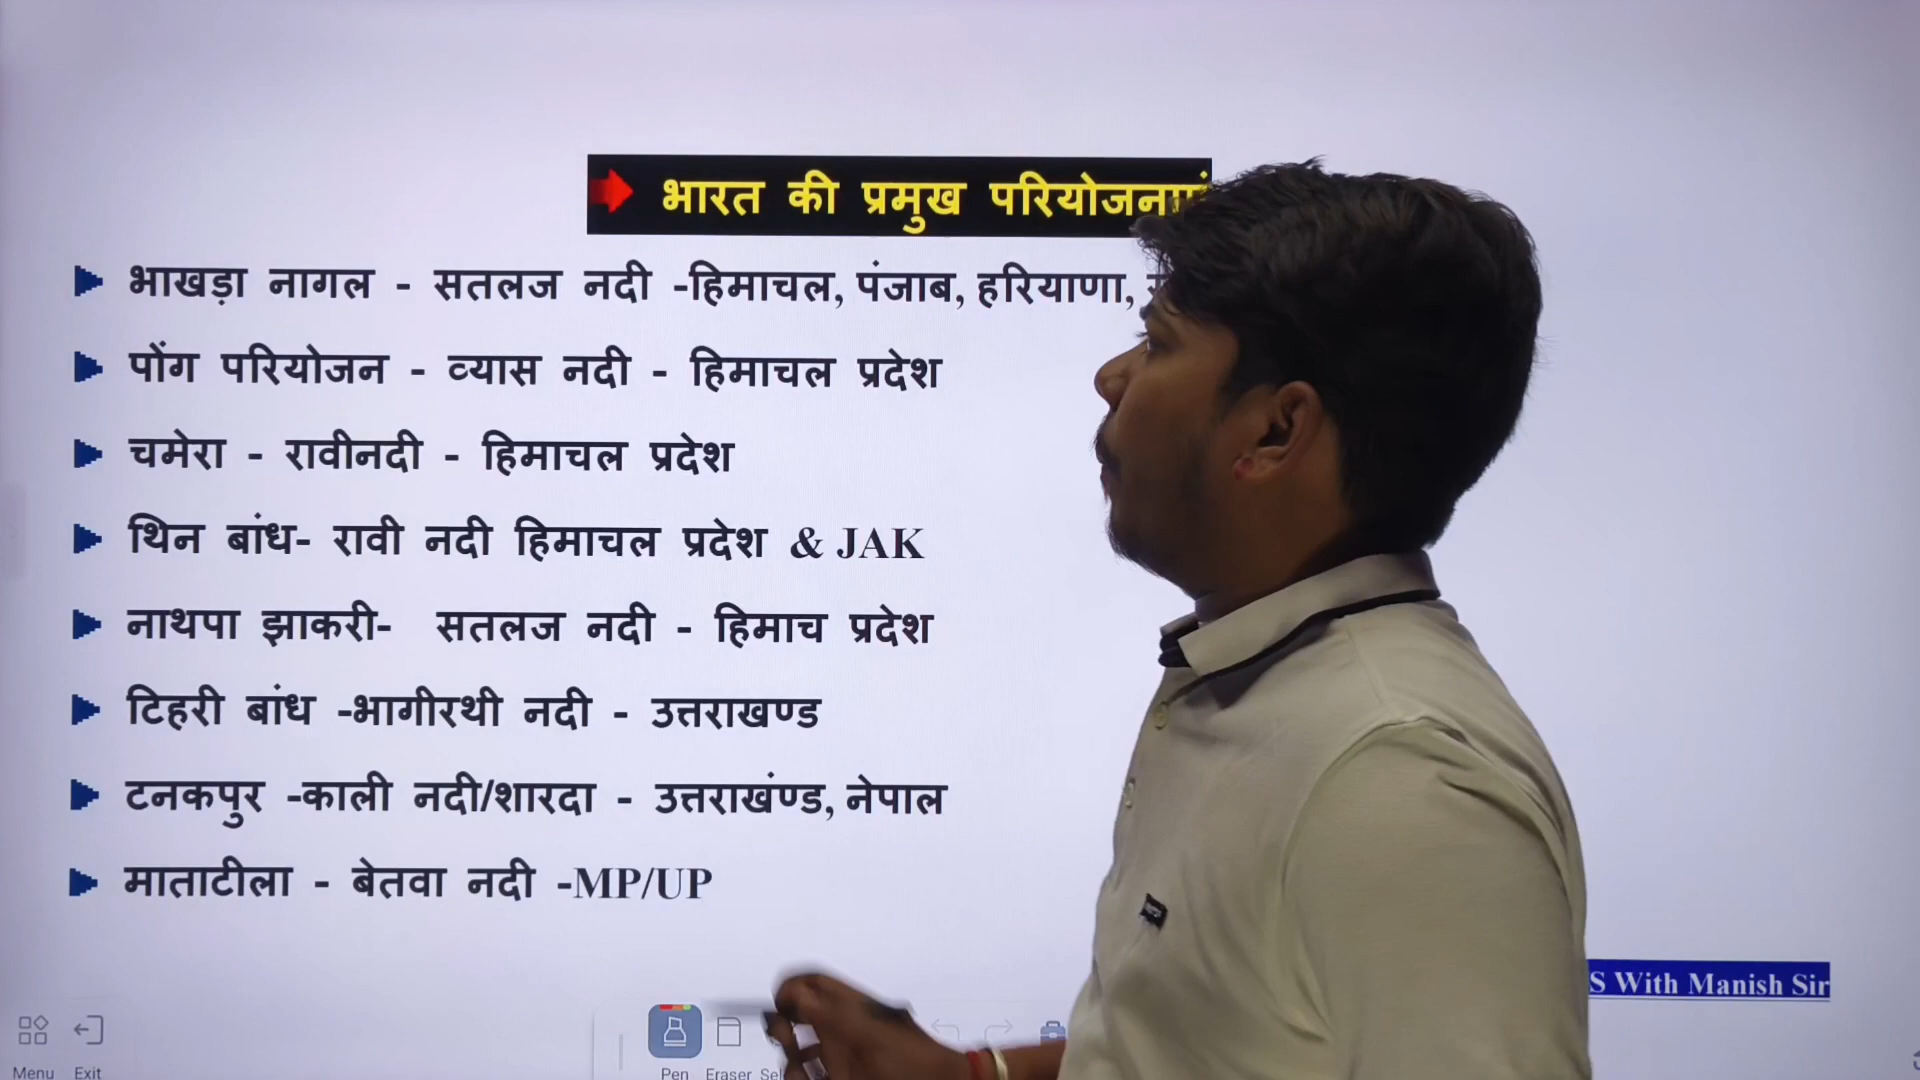 भारत की प्रमुख परियोजनाएं
भाखड़ा नागल - सतलज नदी -हिमाचल, पंजाब, हरियाणा,
पोंग परियोजन - व्यास नदी - हिमाचल प्रदेश
चमेरा - रावीनदी - हिमाचल प्रदेश
थिन बांध- रावी नदी हिमाचल प्रदेश & JAK
नाथपा झाकरी- सतलज नदी - हिमाच प्रदेश
टिहरी बांध -भागीरथी नदी - उत्तराखण्ड
टनकपुर -काली नदी/शारदा - उत्तराखंण्ड, नेपाल
माताटीला - बेतवा नदी -MP/UP
S With Manish Sir
Menu Exit Pen Eraser